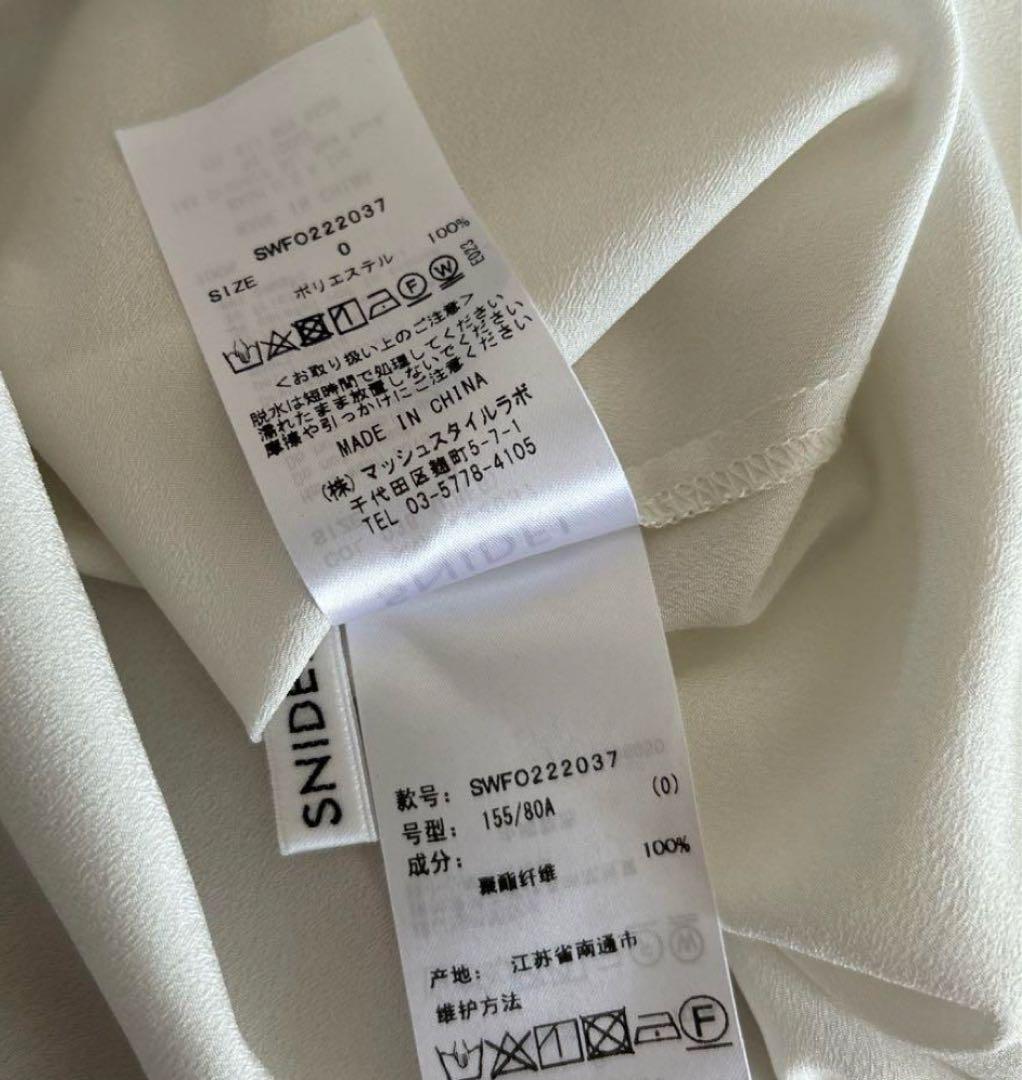 SWFO222037
SIZE 0
ポリエステル 100%
0203
<お取り扱い上のご注意>
脱水は短時間で処理してください
濡れたまま放置しないでください
摩擦や引っかけにご注意ください
MADE IN CHINA
(株)マッシュスタイルラボ
千代田区麹町5-7-1
TEL 03-5778-4105
SNIDE
款号: SWFO222037
号型: 155/80A (0)
成分:
聚酯纤维 100%
产地: 江苏省南通市
维护方法